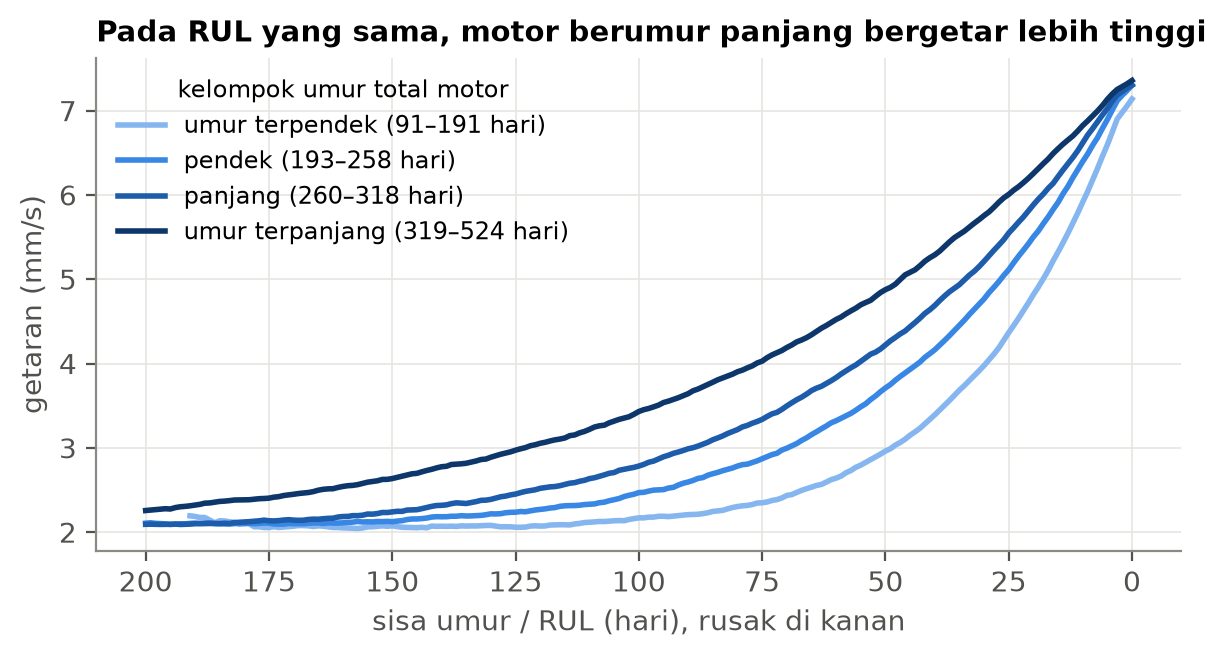 Pada RUL yang sama, motor berumur panjang bergetar lebih tinggi
kelompok umur total motor
umur terpendek (91–191 hari)
pendek (193–258 hari)
panjang (260–318 hari)
umur terpanjang (319–524 hari)
getaran (mm/s)
7
6
5
4
3
2
200 175 150 125 100 75 50 25 0
sisa umur / RUL (hari), rusak di kanan